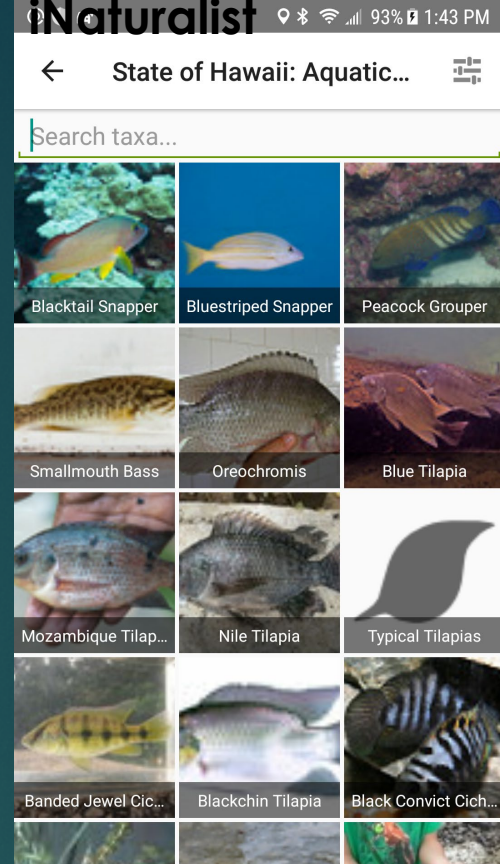 iNaturalist
93% 1:43 PM
State of Hawaii: Aquatic...
Search taxa...
Blacktail Snapper
Bluestriped Snapper
Peacock Grouper
Smallmouth Bass
Oreochromis
Blue Tilapia
Mozambique Tilap...
Nile Tilapia
Typical Tilapias
Banded Jewel Cic...
Blackchin Tilapia
Black Convict Cich...